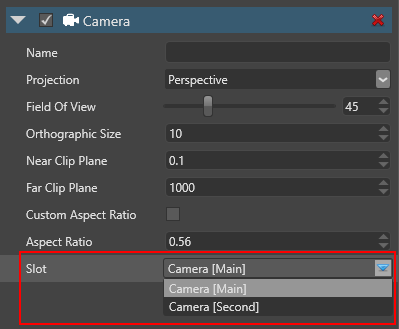 Camera
Name
Projection Perspective
Field Of View 45
Orthographic Size 10
Near Clip Plane 0.1
Far Clip Plane 1000
Custom Aspect Ratio
Aspect Ratio 0.56
Slot Camera [Main]
Camera [Main]
Camera [Second]